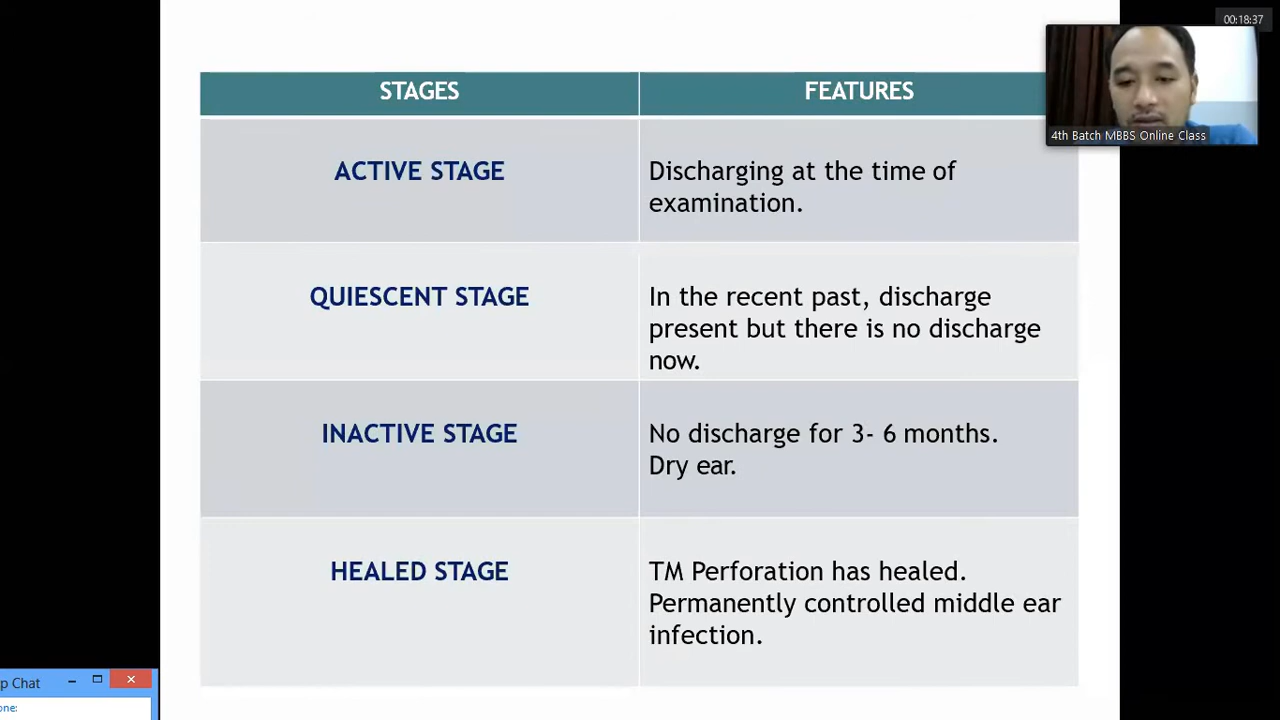 00:18:37
STAGES
FEATURES
4th Batch MBBS Online Class
ACTIVE STAGE
Discharging at the time of
examination.
QUIESCENT STAGE
In the recent past, discharge
present but there is no discharge
now.
INACTIVE STAGE
No discharge for 3- 6 months.
Dry ear.
HEALED STAGE
TM Perforation has healed.
Permanently controlled middle ear
infection.
p Chat
one: